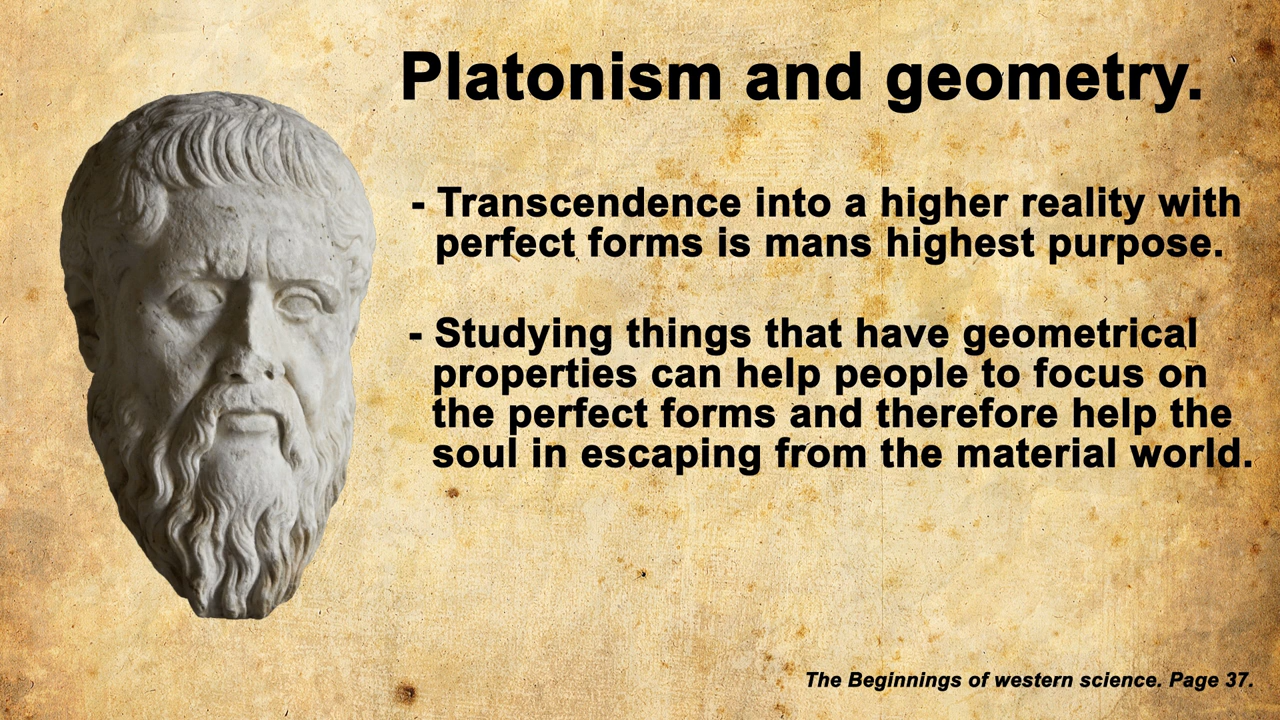 Platonism and geometry.
- Transcendence into a higher reality with
perfect forms is mans highest purpose.
- Studying things that have geometrical
properties can help people to focus on
the perfect forms and therefore help the
soul in escaping from the material world.
The Beginnings of western science. Page 37.